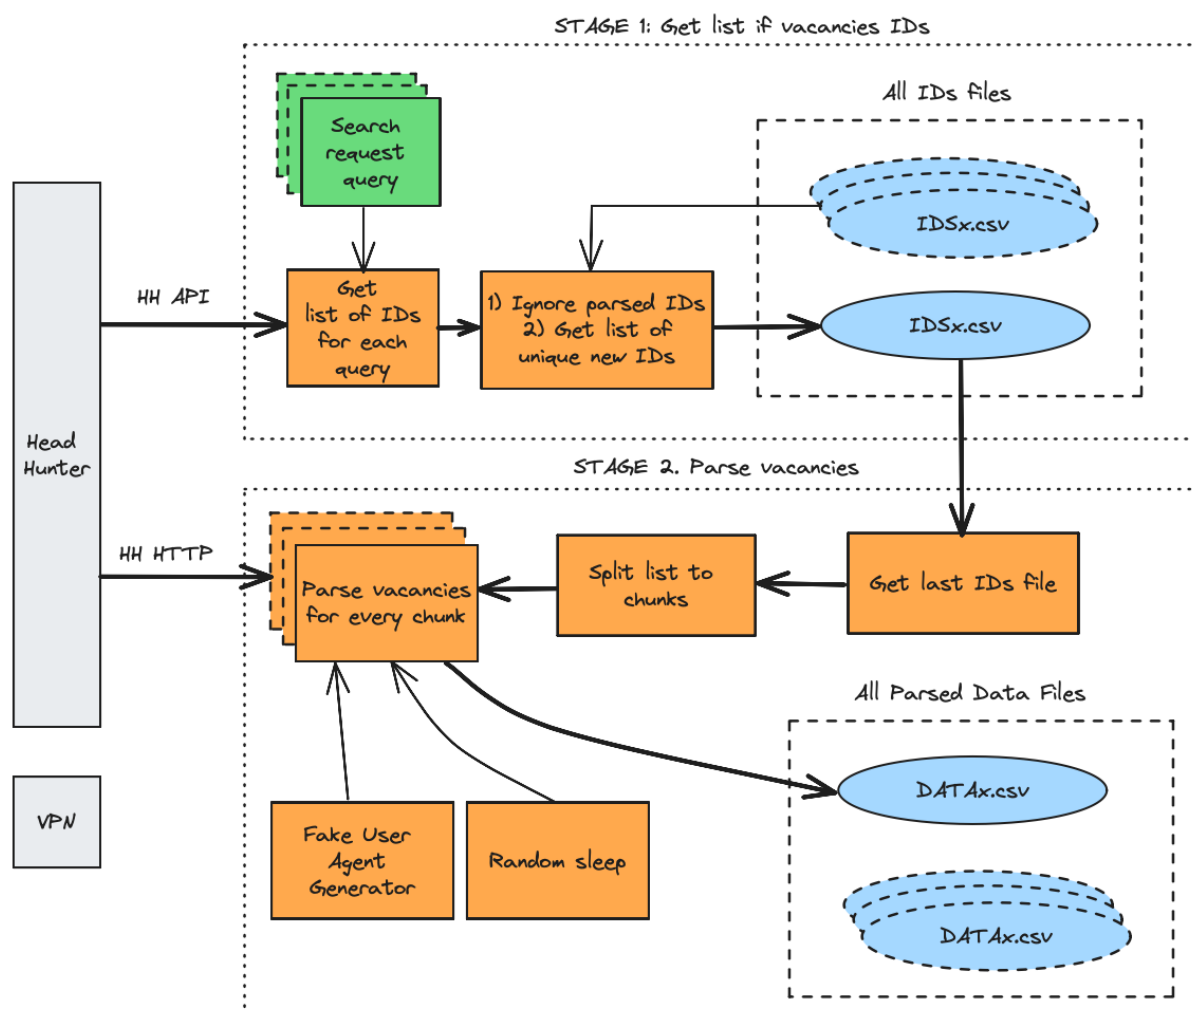 STAGE 1: Get list if vacancies IDs
All IDs files
Search
request
query
IDSx.csv
HH API
Get
list of IDs
for each
query
1) Ignore parsed IDs
2) Get list of
unique new IDs
IDSx.csv
Head
Hunter
STAGE 2. Parse vacancies
HH HTTP
Parse vacancies
for every chunk
Split list to
chunks
Get last IDs file
All Parsed Data Files
DATAx.csv
VPN
Fake User
Agent
Generator
Random sleep
DATAx.csv